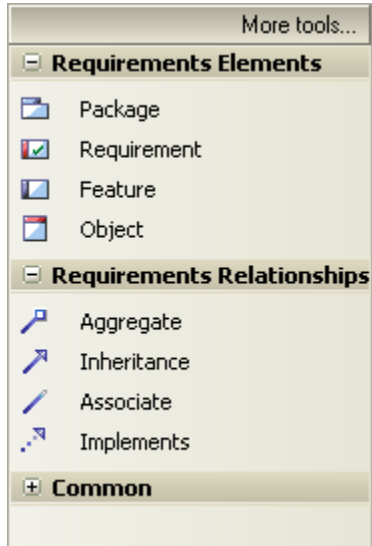 More tools...
Requirements Elements
Package
Requirement
Feature
Object
Requirements Relationships
Aggregate
Inheritance
Associate
Implements
Common